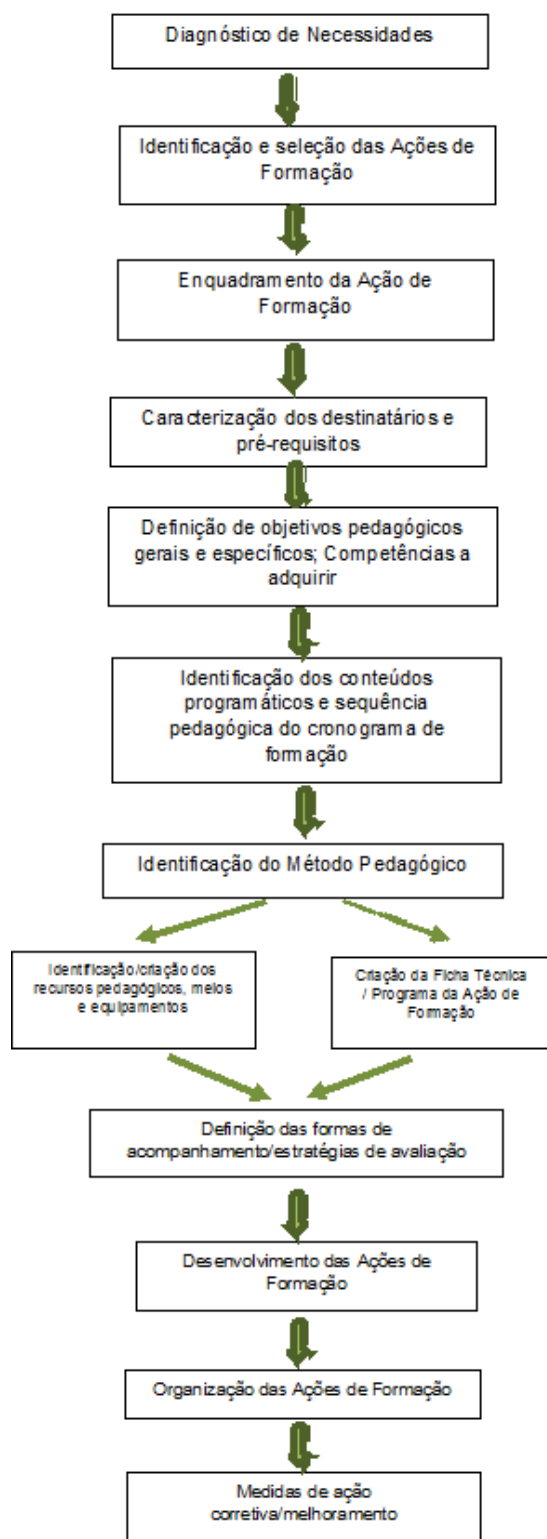 Diagnóstico de Necessidades
Identificação e seleção das Ações de
Formação
Enquadramento da Ação de
Formação
Caracterização dos destinatários e
pré-requisitos
Definição de objetivos pedagógicos
gerais e específicos; Competências a
adquirir
Identificação dos conteúdos
programáticos e sequência
pedagógica do cronograma de
formação
Identificação do Método Pedagógico
Identificação/criação dos
recursos pedagógicos, meios
e equipamentos
Criação da Ficha Técnica
/ Programa da Ação de
Formação
Definição das formas de
acompanhamento/estratégias de avaliação
Desenvolvimento das Ações de
Formação
Organização das Ações de Formação
Medidas de ação
corretiva/melhoramento